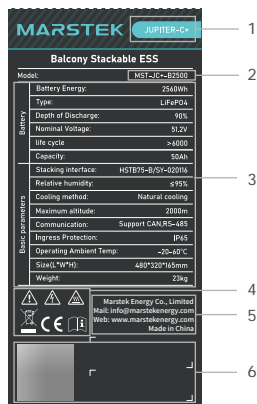 MARSTEK JUPITER-C+ 1
Balcony Stackable ESS
Model: MST-JC+-B2500 2
Battery
Battery Energy: 2560Wh
Type: LiFePO4
Depth of Discharge: 90%
Nominal Voltage: 51.2V
life cycle >6000
Capacity: 50Ah
Basic parameters
Stacking interface: HSTB75-B/SY-020116
Relative humidity: ≤95% 3
Cooling method: Natural cooling
Maximum altitude: 2000m
Communication: Support CAN,RS-485
Ingress Protection: IP65
Operating Ambient Temp: -20-60℃
Size(L*W*H): 480*320*165mm
Weight: 23kg
4
Marstek Energy Co., Limited
Mail: info@marstekenergy.com
Web: www.marstekenergy.com
Made in China
5
CE
6